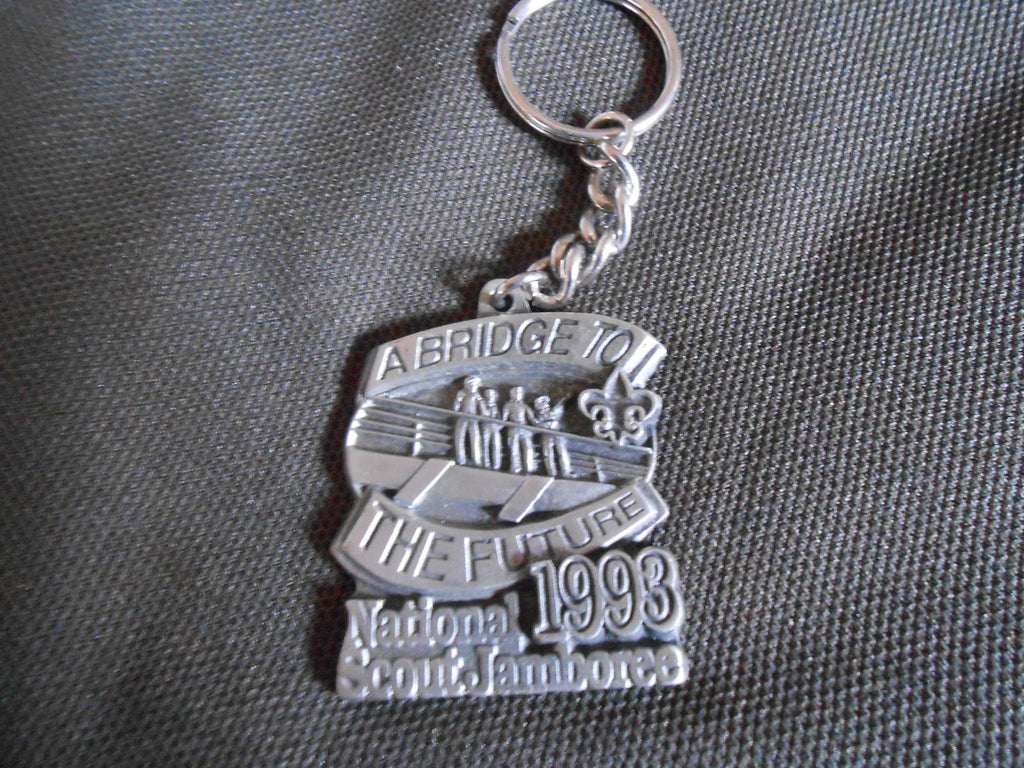 A BRIDGE TO
THE FUTURE
1993
National
Scout Jamboree